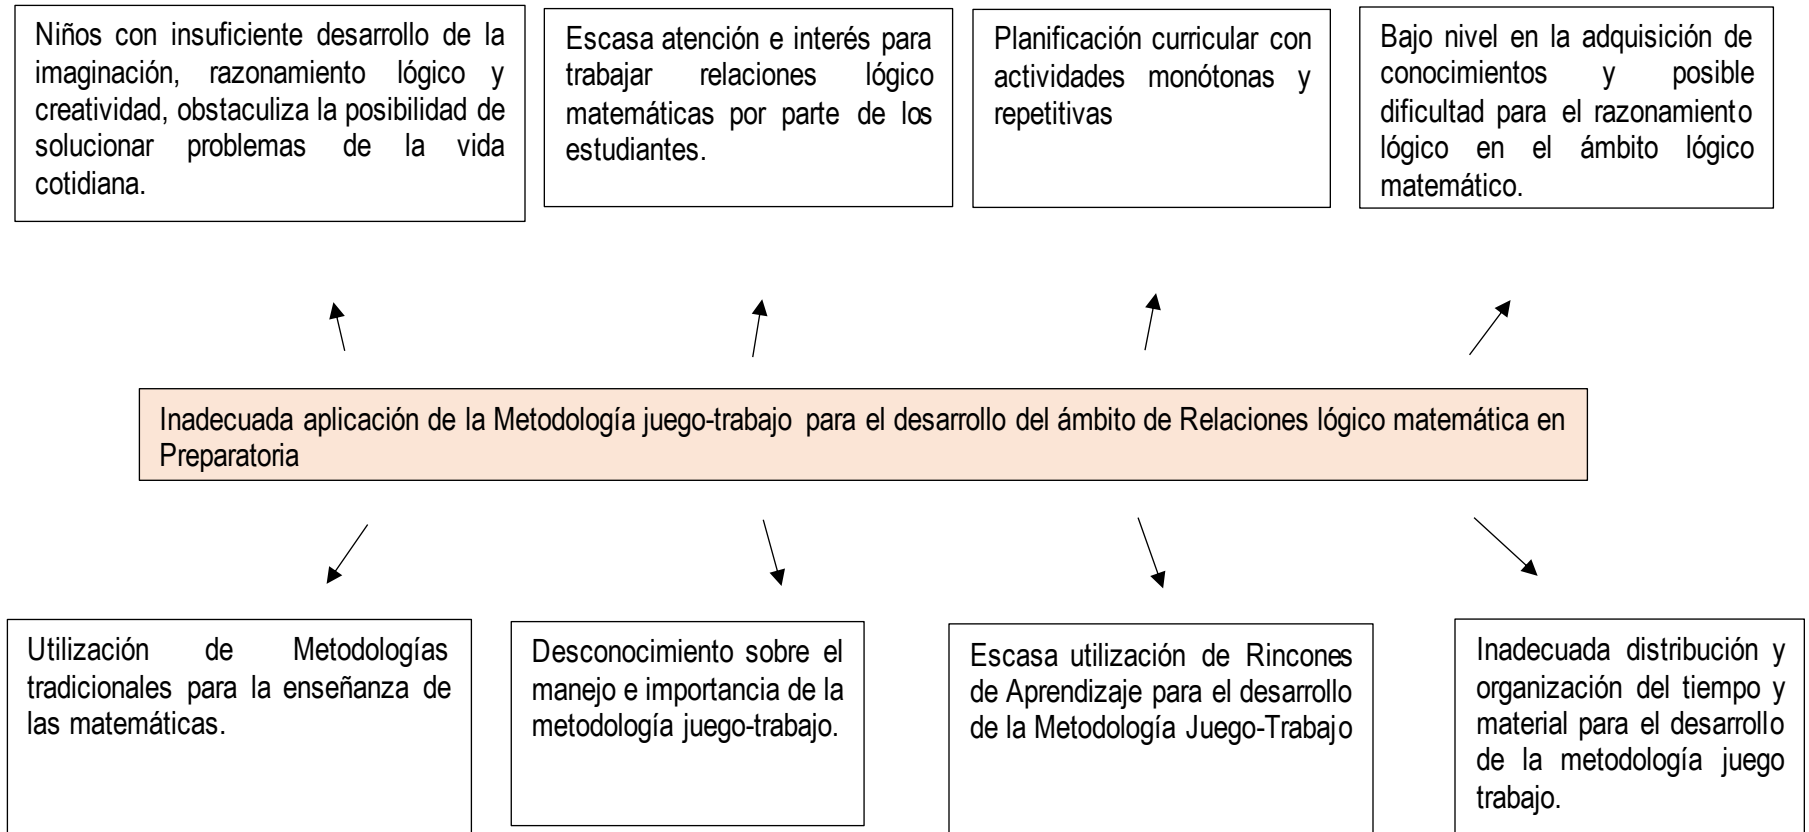 Niños con insuficiente desarrollo de la
imaginación, razonamiento lógico y
creatividad, obstaculiza la posibilidad de
solucionar problemas de la vida
cotidiana.
Escasa atención e interés para
trabajar relaciones lógico
matemáticas por parte de los
estudiantes.
Planificación curricular con
actividades monótonas y
repetitivas
Bajo nivel en la adquisición de
conocimientos y posible
dificultad para el razonamiento
lógico en el ámbito lógico
matemático.
Inadecuada aplicación de la Metodología juego-trabajo para el desarrollo del ámbito de Relaciones lógico matemática en
Preparatoria
Utilización de Metodologías
tradicionales para la enseñanza de
las matemáticas.
Desconocimiento sobre el
manejo e importancia de la
metodología juego-trabajo.
Escasa utilización de Rincones
de Aprendizaje para el desarrollo
de la Metodología Juego-Trabajo
Inadecuada distribución y
organización del tiempo y
material para el desarrollo
de la metodología juego
trabajo.